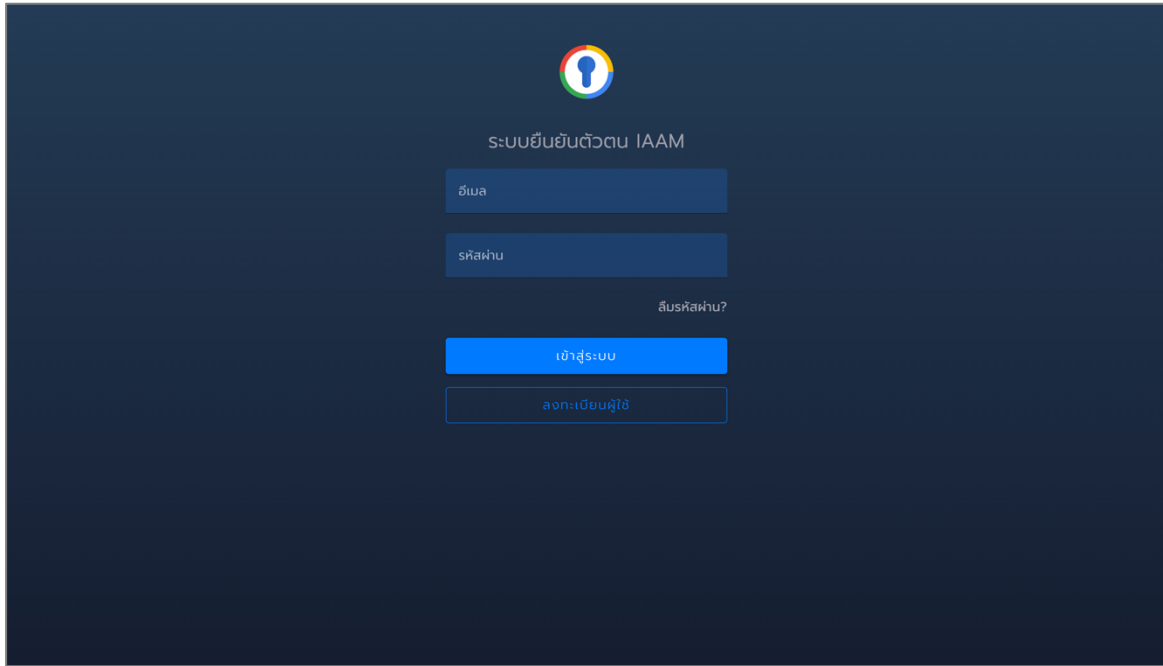 ระบบยืนยันตัวตน IAAM
อีเมล
รหัสผ่าน
ลืมรหัสผ่าน?
เข้าสู่ระบบ
ลงทะเบียนผู้ใช้